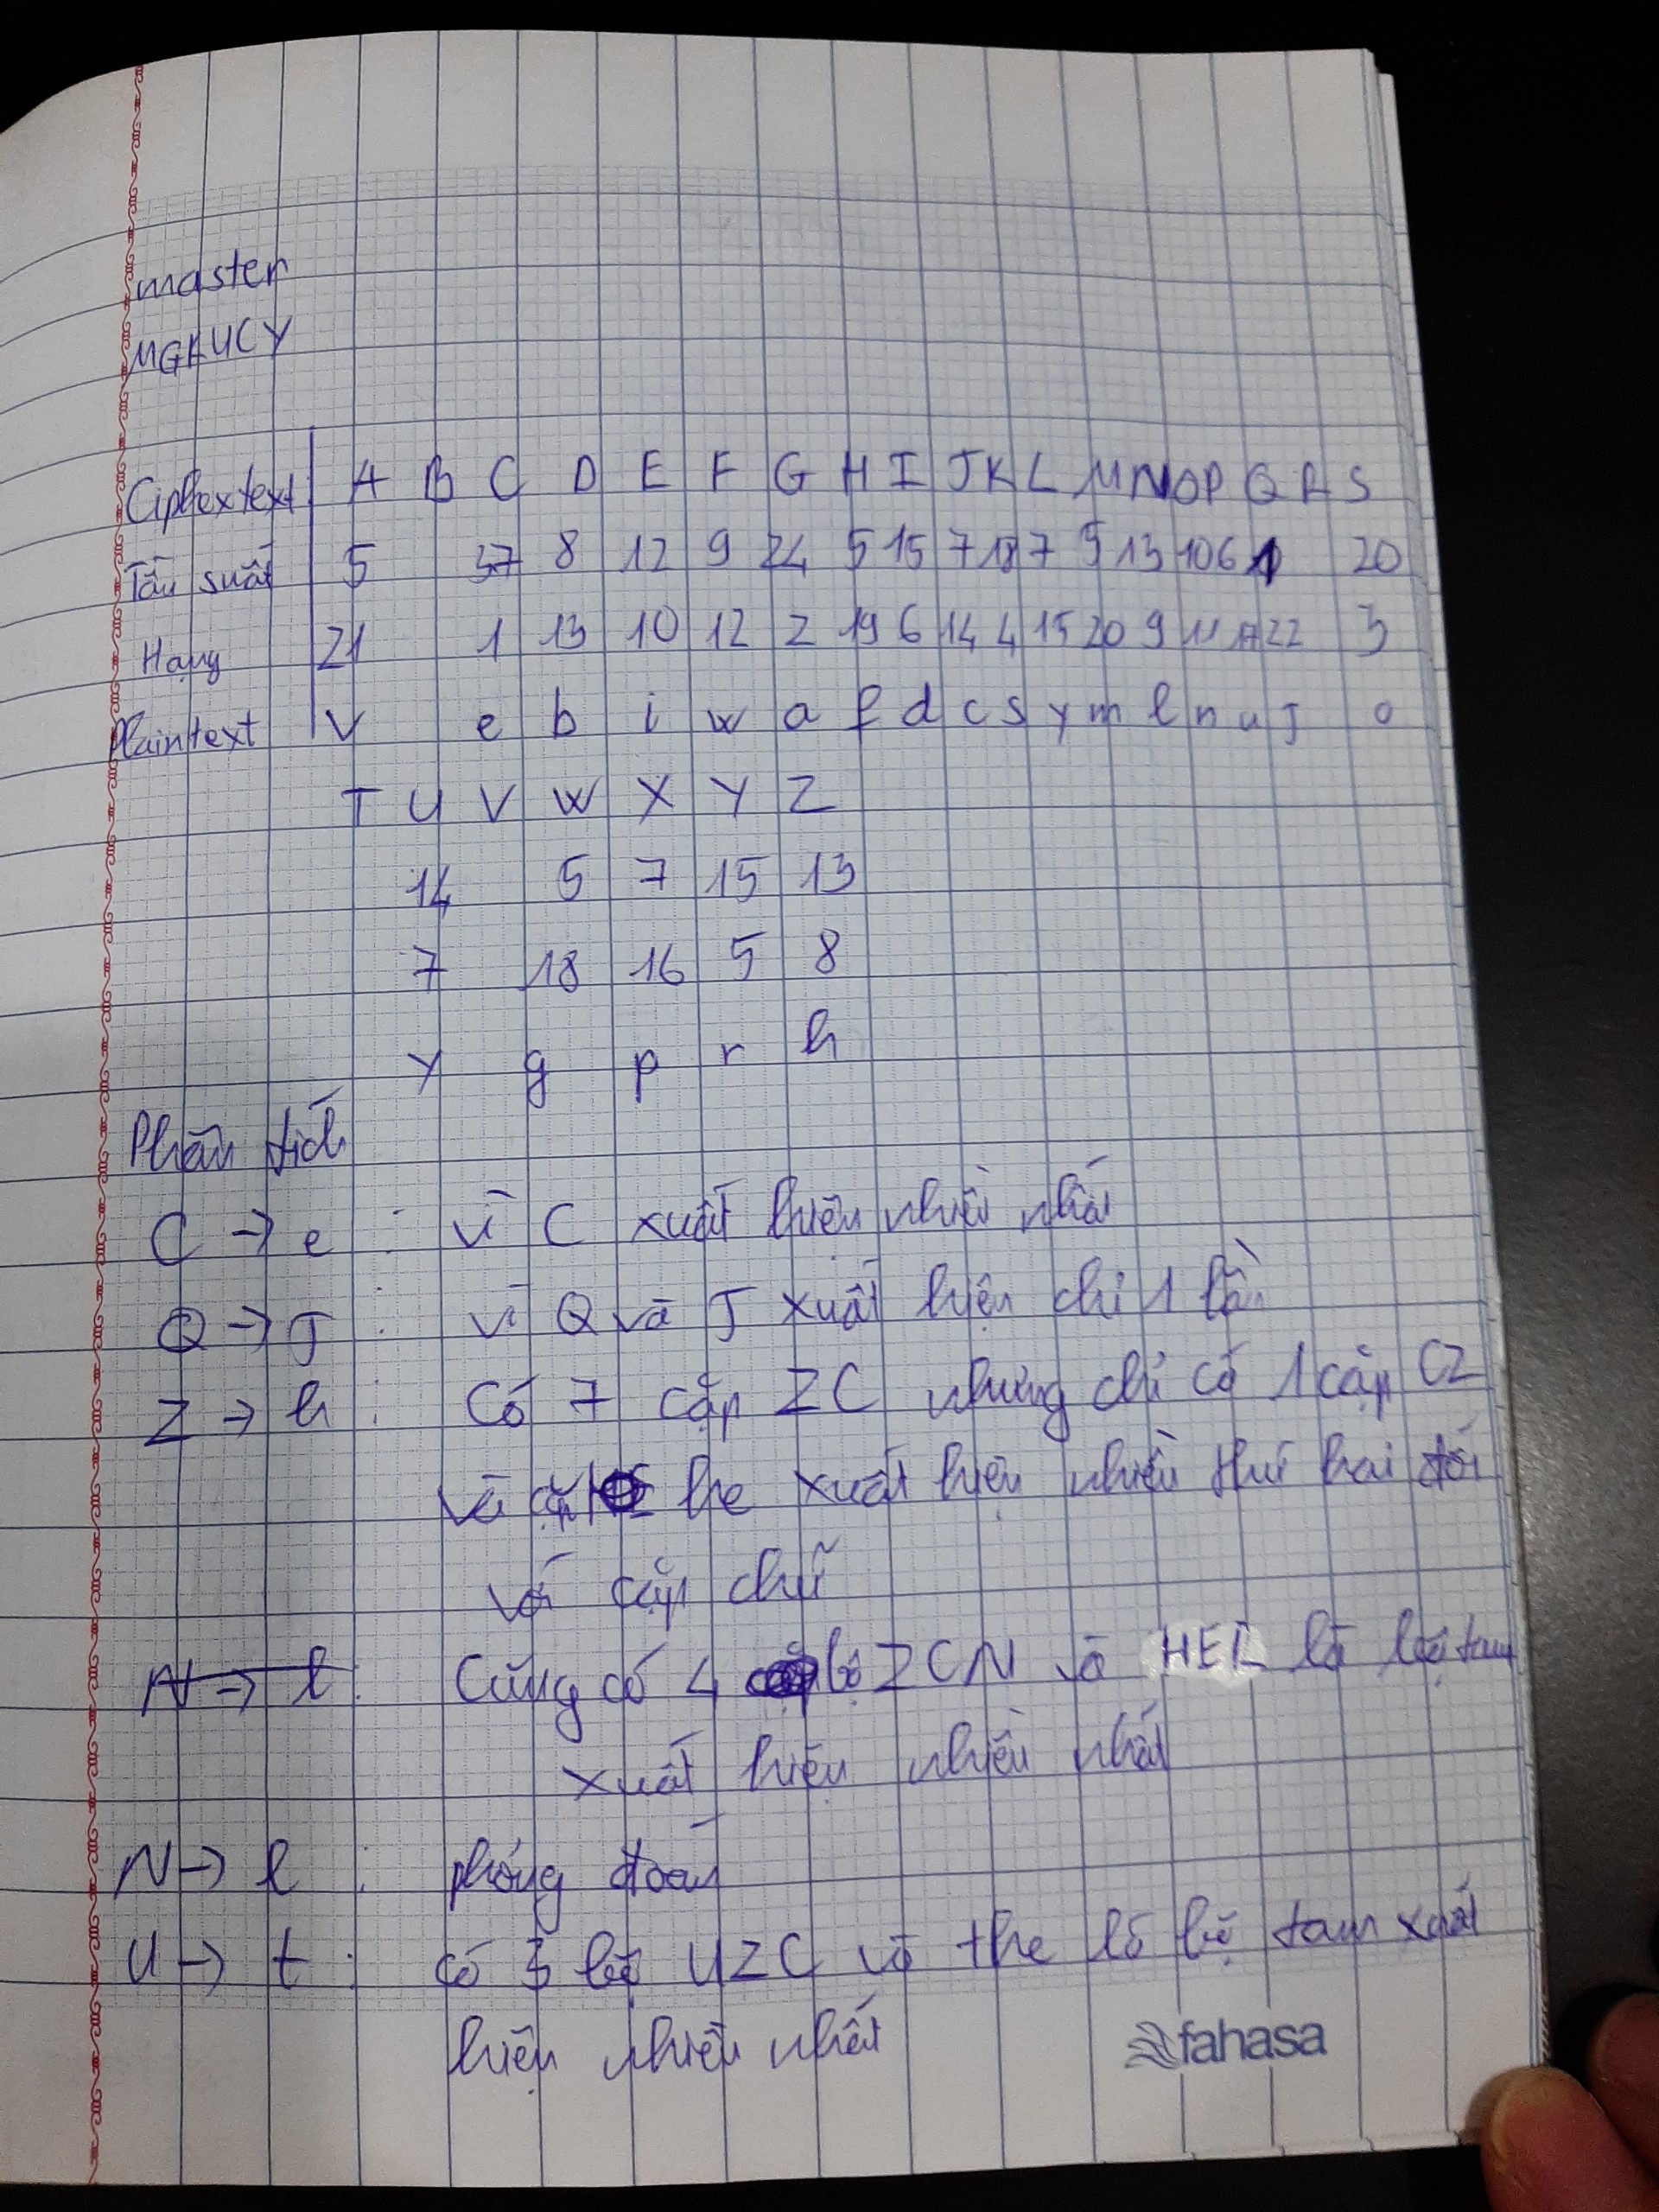 master
MGAUCY
Ciphertext A B C D E F G H I J K L M N O P Q R S
Tần suất 5 37 8 12 9 24 5 15 7 18 7 5 13 10 6 1 20
Hạng 21 1 13 10 12 2 19 6 14 4 15 20 9 11 17 22 3
Plaintext v e b i w a f d c s y m l n u J o
T U V W X Y Z
14 5 7 15 13
7 18 16 5 8
y g p r h
Phân tích
C → e : vì C xuất hiện nhiều nhất
Q → J : vì Q và J xuất hiện chỉ 1 lần
Z → h : Có 7 cặp ZC nhưng chỉ có 1 cặp CZ
và cặp he xuất hiện nhiều thứ hai đối
với cặp chữ
N → l : Cũng có 4 bộ ZCN và HEL là bộ tam
xuất hiện nhiều nhất
N → l : phỏng đoán
U → t : có 3 bộ UZC và the là bộ tam xuất
hiện nhiều nhất
fahasa